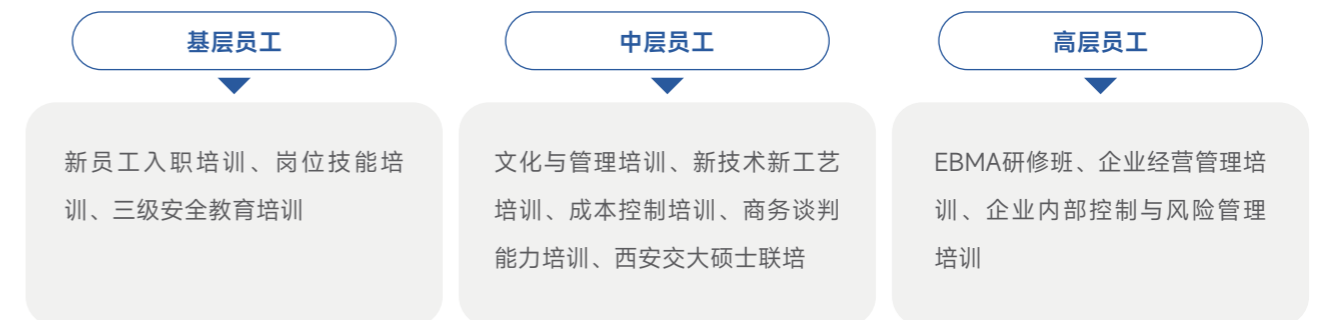 基层员工
新员工入职培训、岗位技能培
训、三级安全教育培训
中层员工
文化与管理培训、新技术新工艺
培训、成本控制培训、商务谈判
能力培训、西安交大硕士联培
高层员工
EBMA研修班、企业经营管理培
训、企业内部控制与风险管理
培训